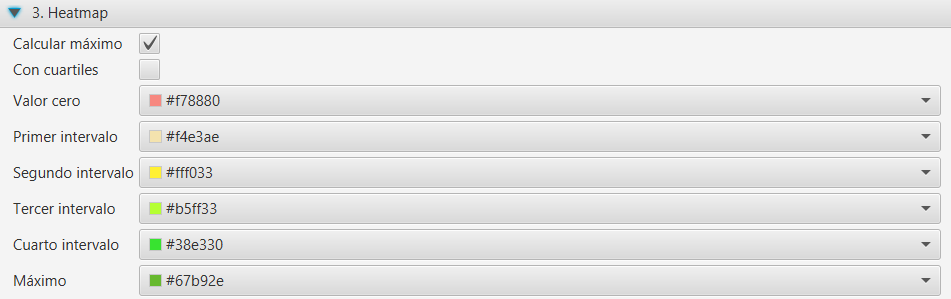 3. Heatmap
Calcular máximo
Con cuartiles
Valor cero #f78880
Primer intervalo #f4e3ae
Segundo intervalo #fff033
Tercer intervalo #b5ff33
Cuarto intervalo #38e330
Máximo #67b92e